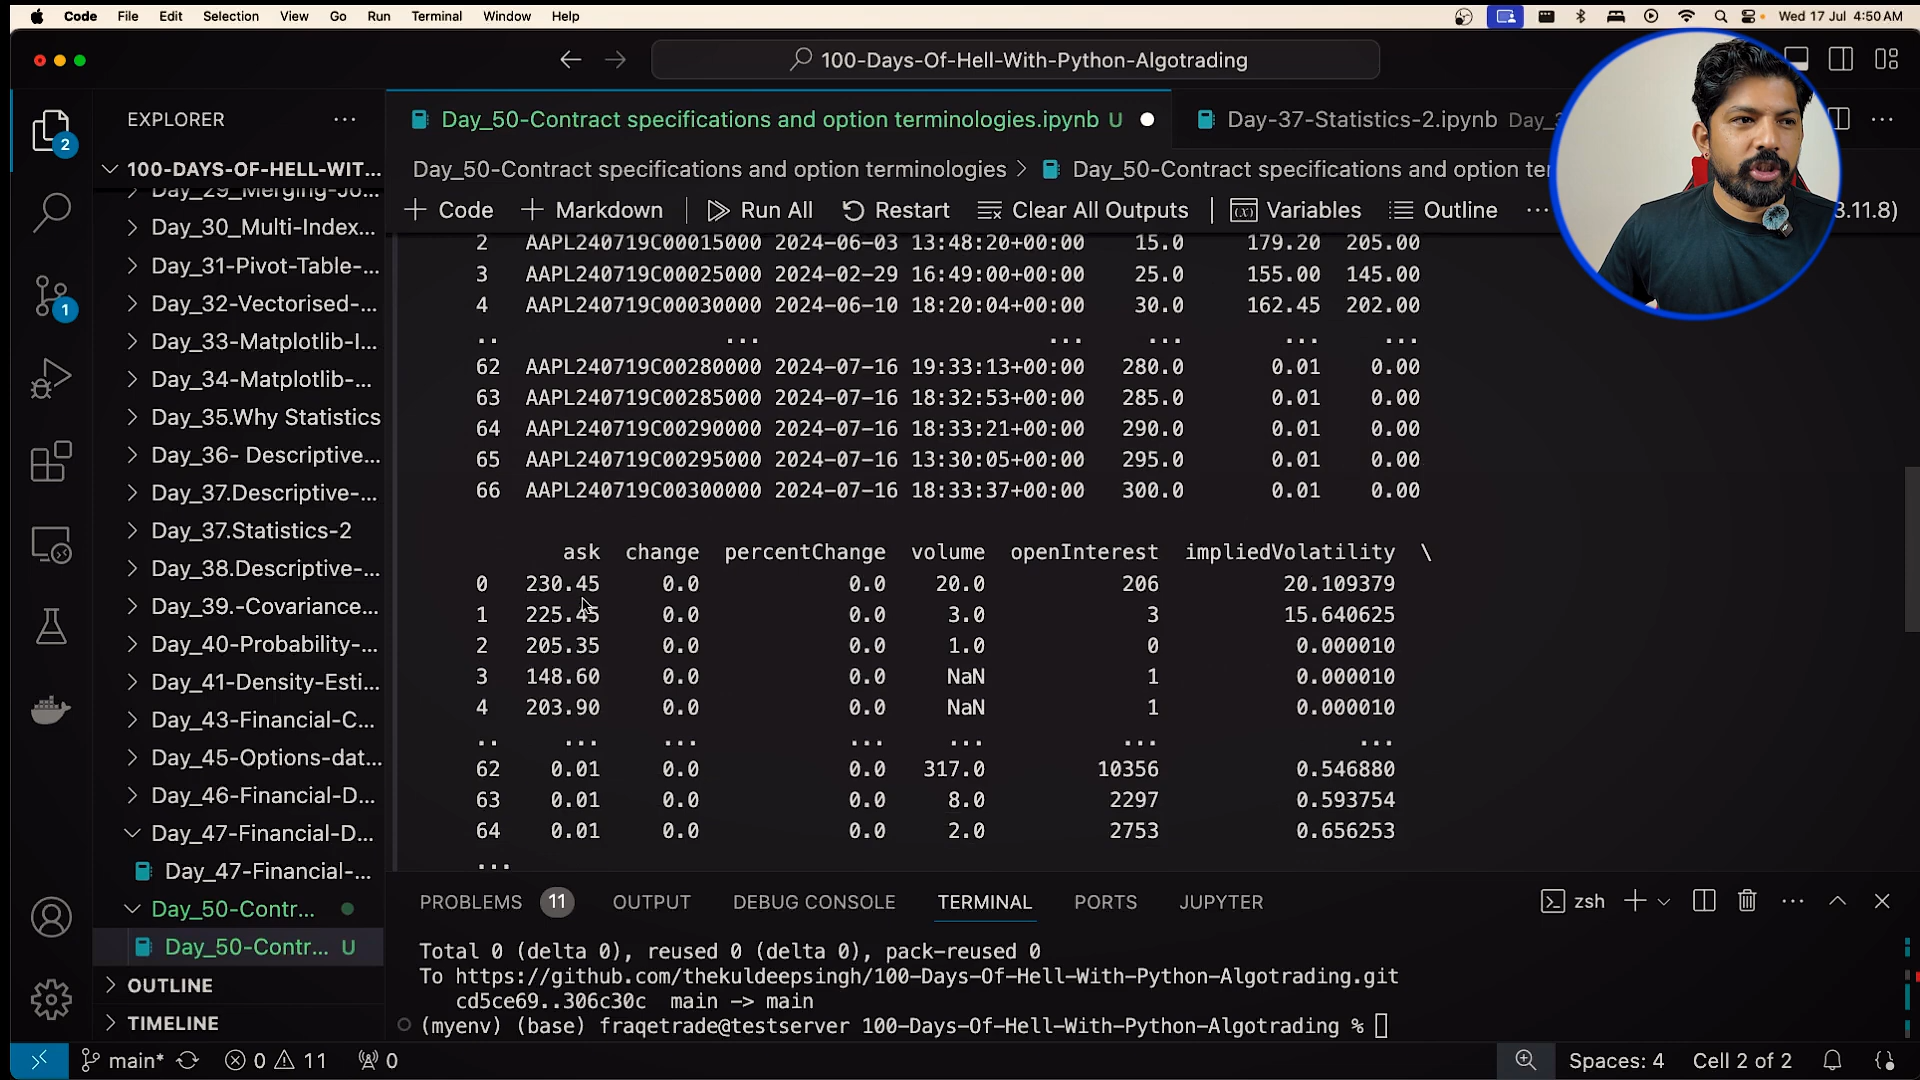 Code File Edit Selection View Go Run Terminal Window Help Wed 17 Jul 4:50 AM
100-Days-Of-Hell-With-Python-Algotrading
EXPLORER
Day_50-Contract specifications and option terminologies.ipynb U
Day-37-Statistics-2.ipynb Day_3
100-DAYS-OF-HELL-WIT...
Day_50-Contract specifications and option terminologies > Day_50-Contract specifications and option ter
Code Markdown Run All Restart Clear All Outputs Variables Outline ... 3.11.8)
2
1
Day_29_Merging-Jo...
Day_30_Multi-Index...
Day_31-Pivot-Table-...
Day_32-Vectorised-...
Day_33-Matplotlib-I...
Day_34-Matplotlib-...
Day_35.Why Statistics
Day_36- Descriptive...
Day_37.Descriptive-...
Day_37.Statistics-2
Day_38.Descriptive-...
Day_39.-Covariance...
Day_40-Probability-...
Day_41-Density-Esti...
Day_43-Financial-C...
Day_45-Options-dat...
Day_46-Financial-D...
Day_47-Financial-D...
Day_47-Financial-...
Day_50-Contr...
Day_50-Contr... U
OUTLINE
TIMELINE
2 AAPL240719C00015000 2024-06-03 13:48:20+00:00 15.0 179.20 205.00
3 AAPL240719C00025000 2024-02-29 16:49:00+00:00 25.0 155.00 145.00
4 AAPL240719C00030000 2024-06-10 18:20:04+00:00 30.0 162.45 202.00
.. ... ... ... ... ...
62 AAPL240719C00280000 2024-07-16 19:33:13+00:00 280.0 0.01 0.00
63 AAPL240719C00285000 2024-07-16 18:32:53+00:00 285.0 0.01 0.00
64 AAPL240719C00290000 2024-07-16 18:33:21+00:00 290.0 0.01 0.00
65 AAPL240719C00295000 2024-07-16 13:30:05+00:00 295.0 0.01 0.00
66 AAPL240719C00300000 2024-07-16 18:33:37+00:00 300.0 0.01 0.00
ask change percentChange volume openInterest impliedVolatility \
0 230.45 0.0 0.0 20.0 206 20.109379
1 225.45 0.0 0.0 3.0 3 15.640625
2 205.35 0.0 0.0 1.0 0 0.000010
3 148.60 0.0 0.0 NaN 1 0.000010
4 203.90 0.0 0.0 NaN 1 0.000010
.. ... ... ... ... ... ...
62 0.01 0.0 0.0 317.0 10356 0.546880
63 0.01 0.0 0.0 8.0 2297 0.593754
64 0.01 0.0 0.0 2.0 2753 0.656253
...
PROBLEMS 11 OUTPUT DEBUG CONSOLE TERMINAL PORTS JUPYTER zsh
Total 0 (delta 0), reused 0 (delta 0), pack-reused 0
To https://github.com/thekuldeepsingh/100-Days-Of-Hell-With-Python-Algotrading.git
cd5ce69..306c30c main -> main
(myenv) (base) fraqetrade@testserver 100-Days-Of-Hell-With-Python-Algotrading %
main* 0 11 0 Spaces: 4 Cell 2 of 2